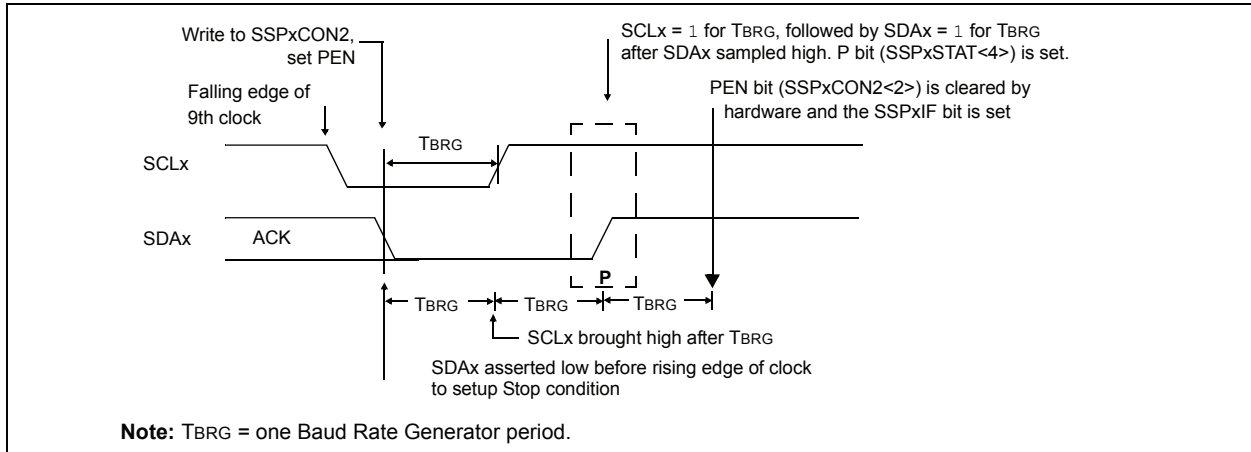 Write to SSPxCON2,
set PEN
SCLx = 1 for TBRG, followed by SDAx = 1 for TBRG
after SDAx sampled high. P bit (SSPxSTAT<4>) is set.
Falling edge of
9th clock
PEN bit (SSPxCON2<2>) is cleared by
hardware and the SSPxIF bit is set
TBRG
SCLx
SDAx
ACK
P
TBRG
TBRG
TBRG
SCLx brought high after TBRG
SDAx asserted low before rising edge of clock
to setup Stop condition
Note: TBRG = one Baud Rate Generator period.